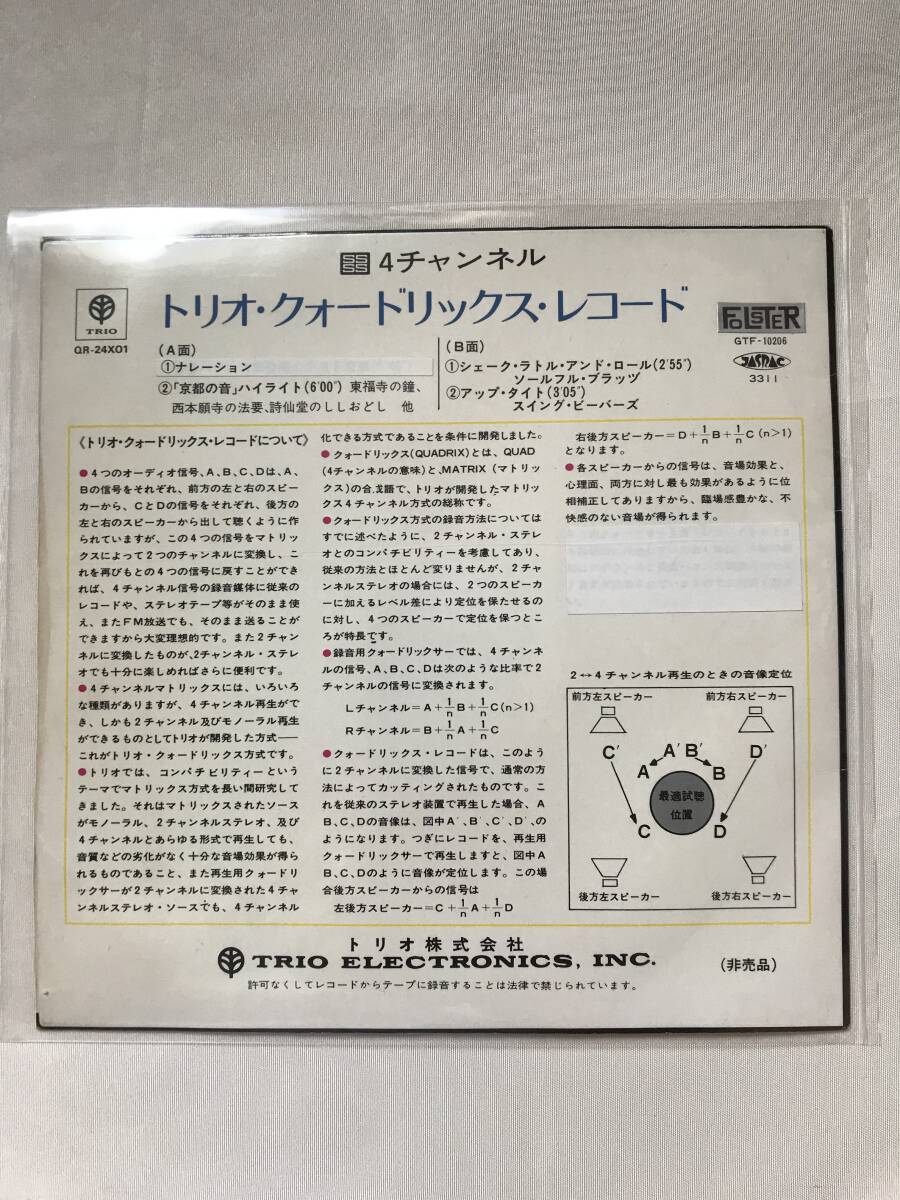 4チャンネル
トリオ・クォードリックス・レコード
TRIO
QR-24X01
FOLSTER
GTF-10206
JASRAC
3311
(A面)
①ナレーション
②「京都の音」ハイライト(6′00″) 東福寺の鐘、
西本願寺の法要、詩仙堂のししおどし 他
(B面)
①シェーク・ラトル・アンド・ロール(2′55″)
ソールフル・ブラッツ
②アップ・タイト(3′05″)
スイング・ビーバーズ
《トリオ・クォードリックス・レコードについて》
●4つのオーディオ信号、A、B、C、Dは、A、
Bの信号をそれぞれ、前方の左と右のスピー
カーから、CとDの信号をそれぞれ、後方の
左と右のスピーカーから出して聴くように作
られていますが、この4つの信号をマトリッ
クスによって2つのチャンネルに変換し、こ
れを再びもとの4つの信号に戻すことができ
れば、4チャンネル信号の録音媒体に従来の
レコードや、ステレオテープ等がそのまま使
え、またFM放送でも、そのまま送ることが
できますから大変理想的です。また2チャン
ネルに変換したものが、2チャンネル・ステレ
オでも十分に楽しめればさらに便利です。
●4チャンネルマトリックスには、いろいろ
な種類がありますが、4チャンネル再生がで
き、しかも2チャンネル及びモノーラル再生
ができるものとしてトリオが開発した方式──
これがトリオ・クォードリックス方式です。
●トリオでは、コンパチビリティーという
テーマでマトリックス方式を長い間研究して
きました。それはマトリックスされたソース
がモノーラル、2チャンネルステレオ、及び
4チャンネルとあらゆる形式で再生しても、
音質などの劣化がなく十分な音場効果が得ら
れるものであること、また再生用クォードリ
ックサーが2チャンネルに変換された4チャ
ンネルステレオ・ソースでも、4チャンネル
化できる方式であることを条件に開発しました。
●クォードリックス(QUADRIX)とは、QUAD
(4チャンネルの意味)と、MATRIX (マトリッ
クス)の合成語で、トリオが開発したマトリッ
クス4チャンネル方式の総称です。
●クォードリックス方式の録音方法については
すでに述べたように、2チャンネル・ステレ
オとのコンパチビリティーを考慮してあり、
従来の方法とほとんど変りませんが、2チャ
ンネルステレオの場合には、2つのスピーカ
ーに加えるレベル差により定位を保たせるの
に対し、4つのスピーカーで定位を保つとこ
ろが特長です。
●録音用クォードリックサーでは、4チャンネ
ルの信号、A、B、C、Dは次のような比率で2
チャンネルの信号に変換されます。
Lチャンネル=A+1/nB+1/nC(n>1)
Rチャンネル=B+1/nA+1/nC
●クォードリックス・レコードは、このよう
に2チャンネルに変換した信号で、通常の方
法によってカッティングされたものです。こ
れを従来のステレオ装置で再生した場合、A
B、C、Dの音像は、図中A′、B′、C′、D′、の
ようになります。つぎにレコードを、再生用
クォードリックサーで再生しますと、図中A
B、C、Dのように音像が定位します。この場
合後方スピーカーからの信号は
左後方スピーカー=C+1/nA+1/nD
右後方スピーカー=D+1/nB+1/nC (n>1)
となります。
●各スピーカーからの信号は、音場効果と、
心理面、両方に対し最も効果があるように位
相補正してありますから、臨場感豊かな、不
快感のない音場が得られます。
2↔4チャンネル再生のときの音像定位
前方左スピーカー 前方右スピーカー
C′ A′ B′ D′
A B
最適試聴
位置
C D
後方左スピーカー 後方右スピーカー
トリオ株式会社
TRIO ELECTRONICS, INC.
(非売品)
許可なくしてレコードからテープに録音することは法律で禁じられています。